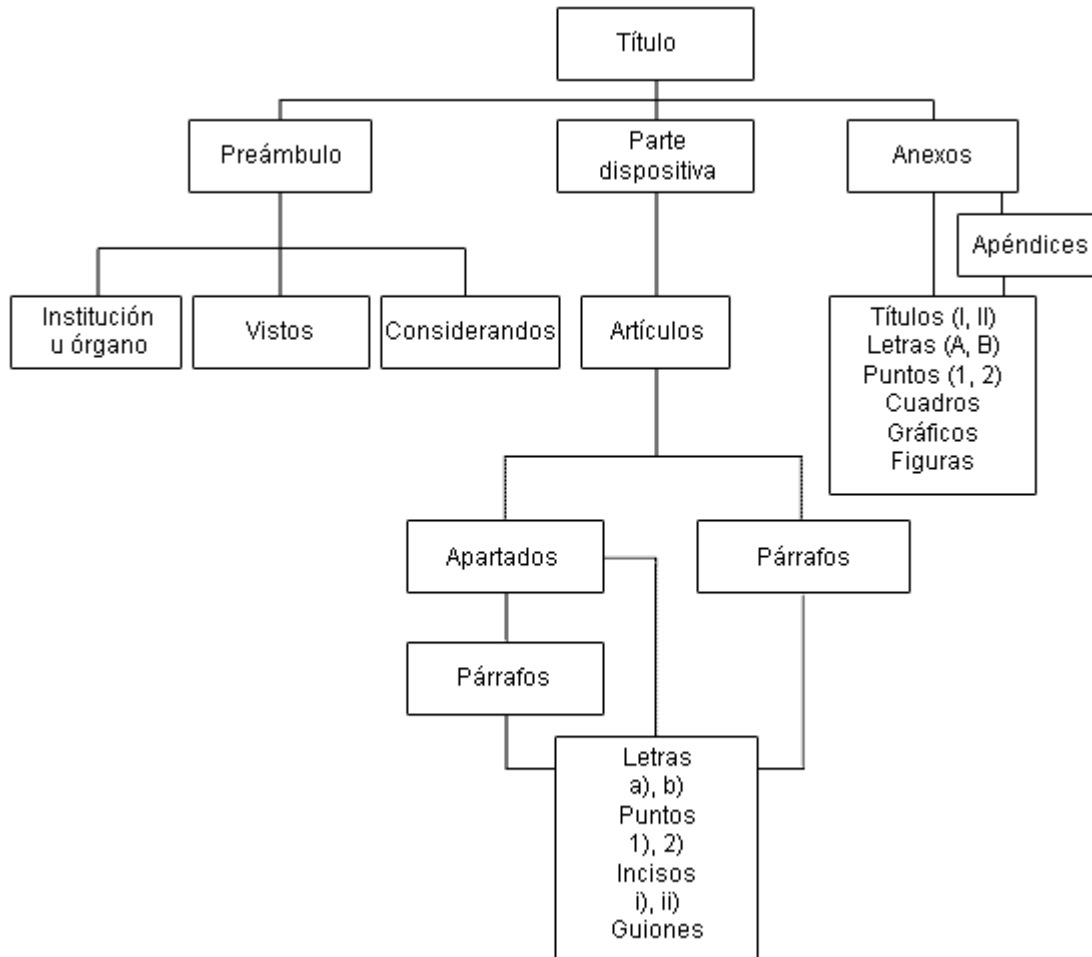 Título
Preámbulo
Parte
dispositiva
Anexos
Apéndices
Institución
u órgano
Vistos
Considerandos
Artículos
Títulos (I, II)
Letras (A, B)
Puntos (1, 2)
Cuadros
Gráficos
Figuras
Apartados
Párrafos
Párrafos
Letras
a), b)
Puntos
1), 2)
Incisos
i), ii)
Guiones